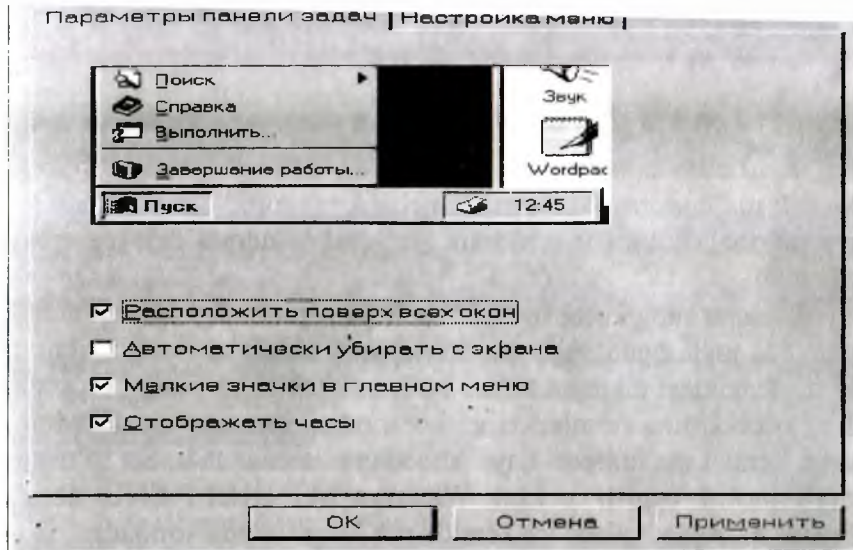 Параметры панели задач Настройка меню
Поиск
Справка
Выполнить...
Завершение работы...
Звук
Wordpad
Пуск 12:45
Расположить поверх всех окон
Автоматически убирать с экрана
Мелкие значки в главном меню
Отображать часы
ОК Отмена Применить